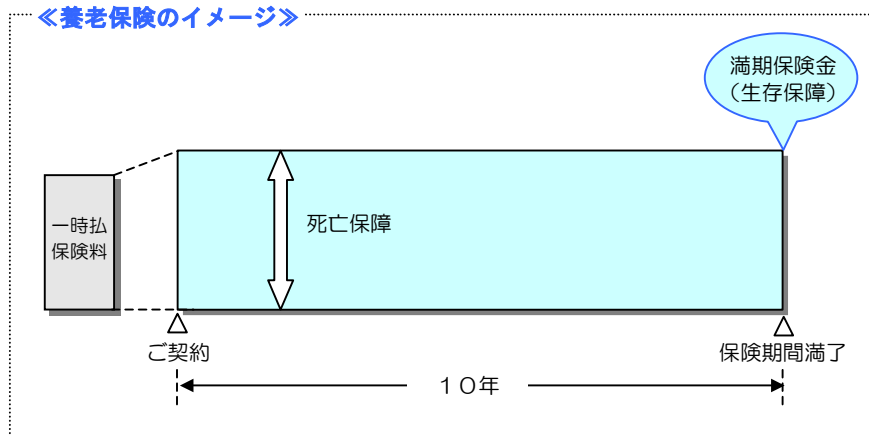 ≪養老保険のイメージ≫
満期保険金
（生存保障）
一時払
保険料
死亡保障
ご契約
保険期間満了
１０年